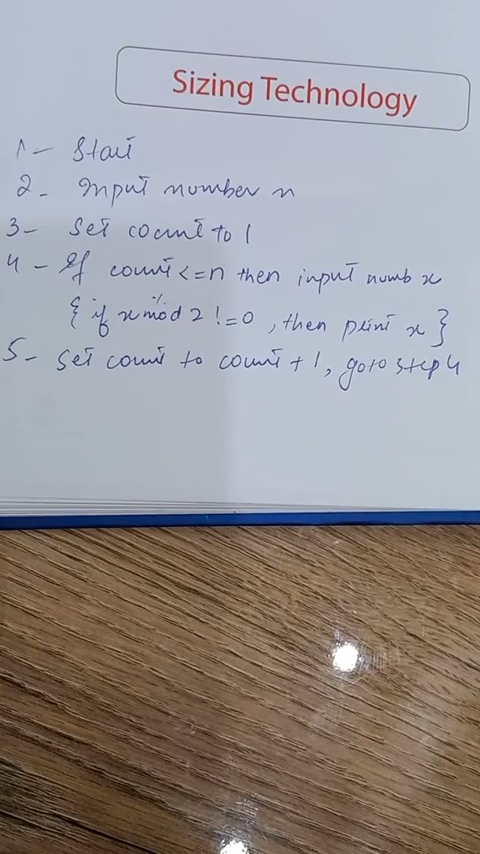 Sizing Technology
1- Start
2- Input number n
3- Set count to 1
4- If count <= n then input numb x
{ if x mod % 2 != 0, then print x }
5- Set count to count + 1, goto step 4